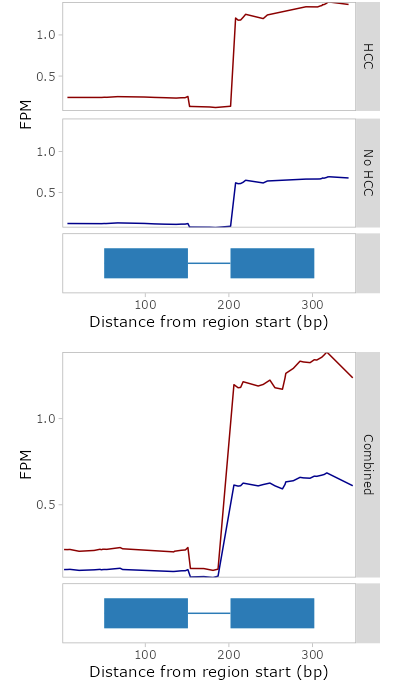 HCC
1.0
0.5
FPM
No HCC
1.0
0.5
100 200 300
Distance from region start (bp)
Combined
1.0
FPM
0.5
100 200 300
Distance from region start (bp)